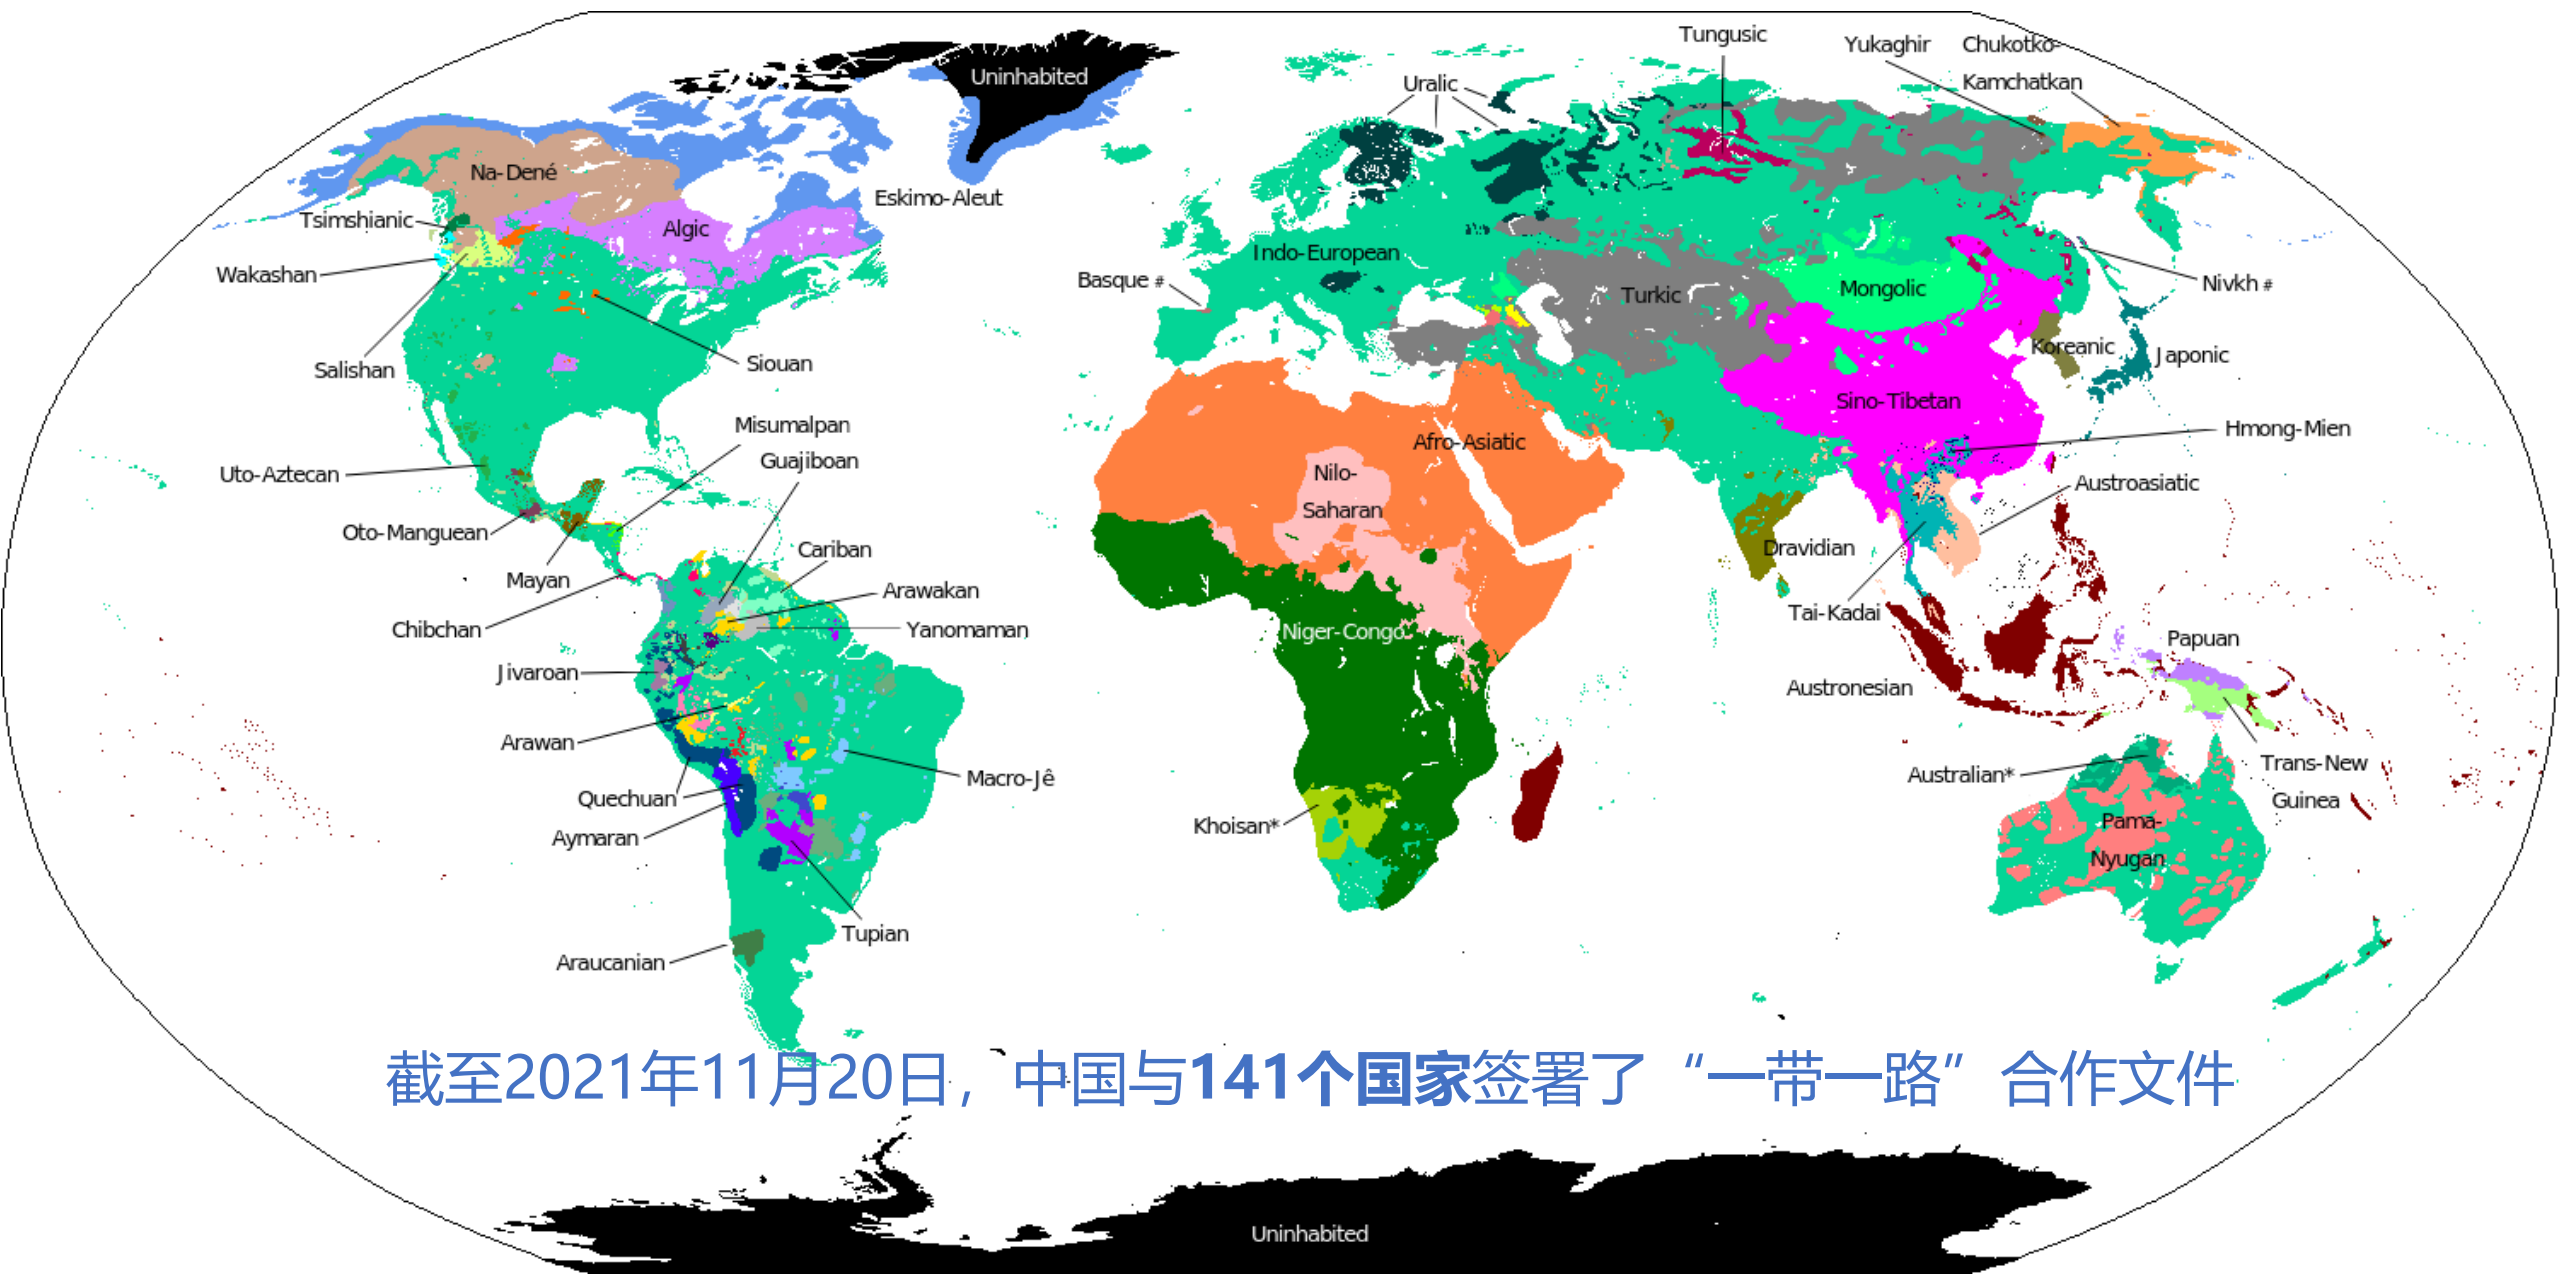 Tungusic
Yukaghir
Chukotko-
Kamchatkan
Uninhabited
Uralic
Na-Dené
Eskimo-Aleut
Tsimshianic
Algic
Wakashan
Indo-European
Basque #
Turkic
Mongolic
Nivkh #
Salishan
Siouan
Koreanic
Japonic
Sino-Tibetan
Misumalpan
Guajiboan
Hmong-Mien
Afro-Asiatic
Uto-Aztecan
Nilo-
Saharan
Austroasiatic
Oto-Manguean
Cariban
Dravidian
Mayan
Arawakan
Tai-Kadai
Chibchan
Yanomaman
Niger-Congo
Papuan
Jivaroan
Austronesian
Arawan
Macro-Jê
Australian*
Trans-New
Guinea
Quechuan
Aymaran
Khoisan*
Pama-
Nyugan
Tupian
Araucanian
截至2021年11月20日，中国与141个国家签署了“一带一路”合作文件
Uninhabited